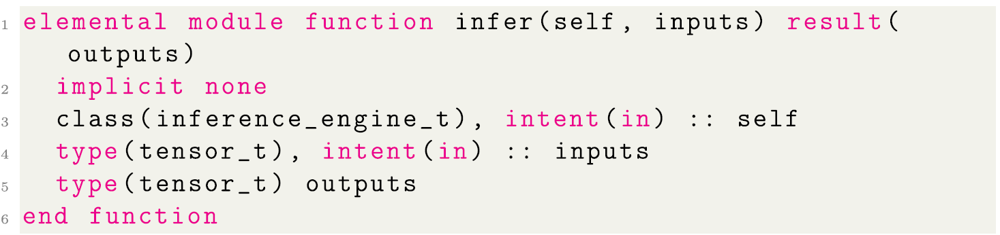 1 elemental module function infer(self, inputs) result(
outputs)
2 implicit none
3 class(inference_engine_t), intent(in) :: self
4 type(tensor_t), intent(in) :: inputs
5 type(tensor_t) outputs
6 end function